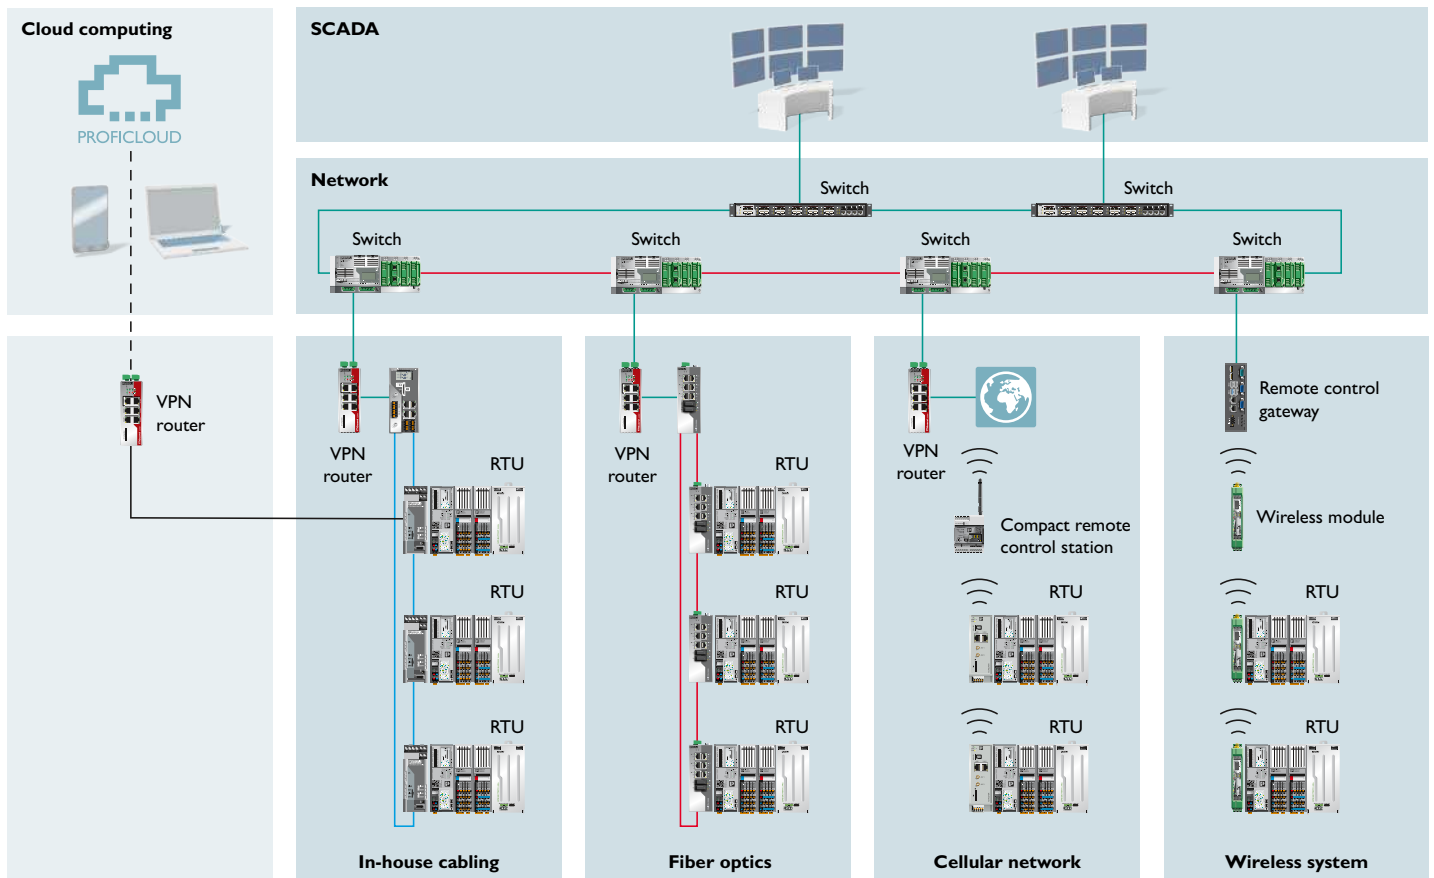 Cloud computing
PROFICLOUD
SCADA
Network
Switch
Switch
Switch
Switch
Switch
Switch
VPN
router
VPN
router
RTU
RTU
RTU
In-house cabling
VPN
router
RTU
RTU
RTU
Fiber optics
VPN
router
Compact remote
control station
RTU
RTU
Cellular network
Remote control
gateway
Wireless module
RTU
RTU
Wireless system